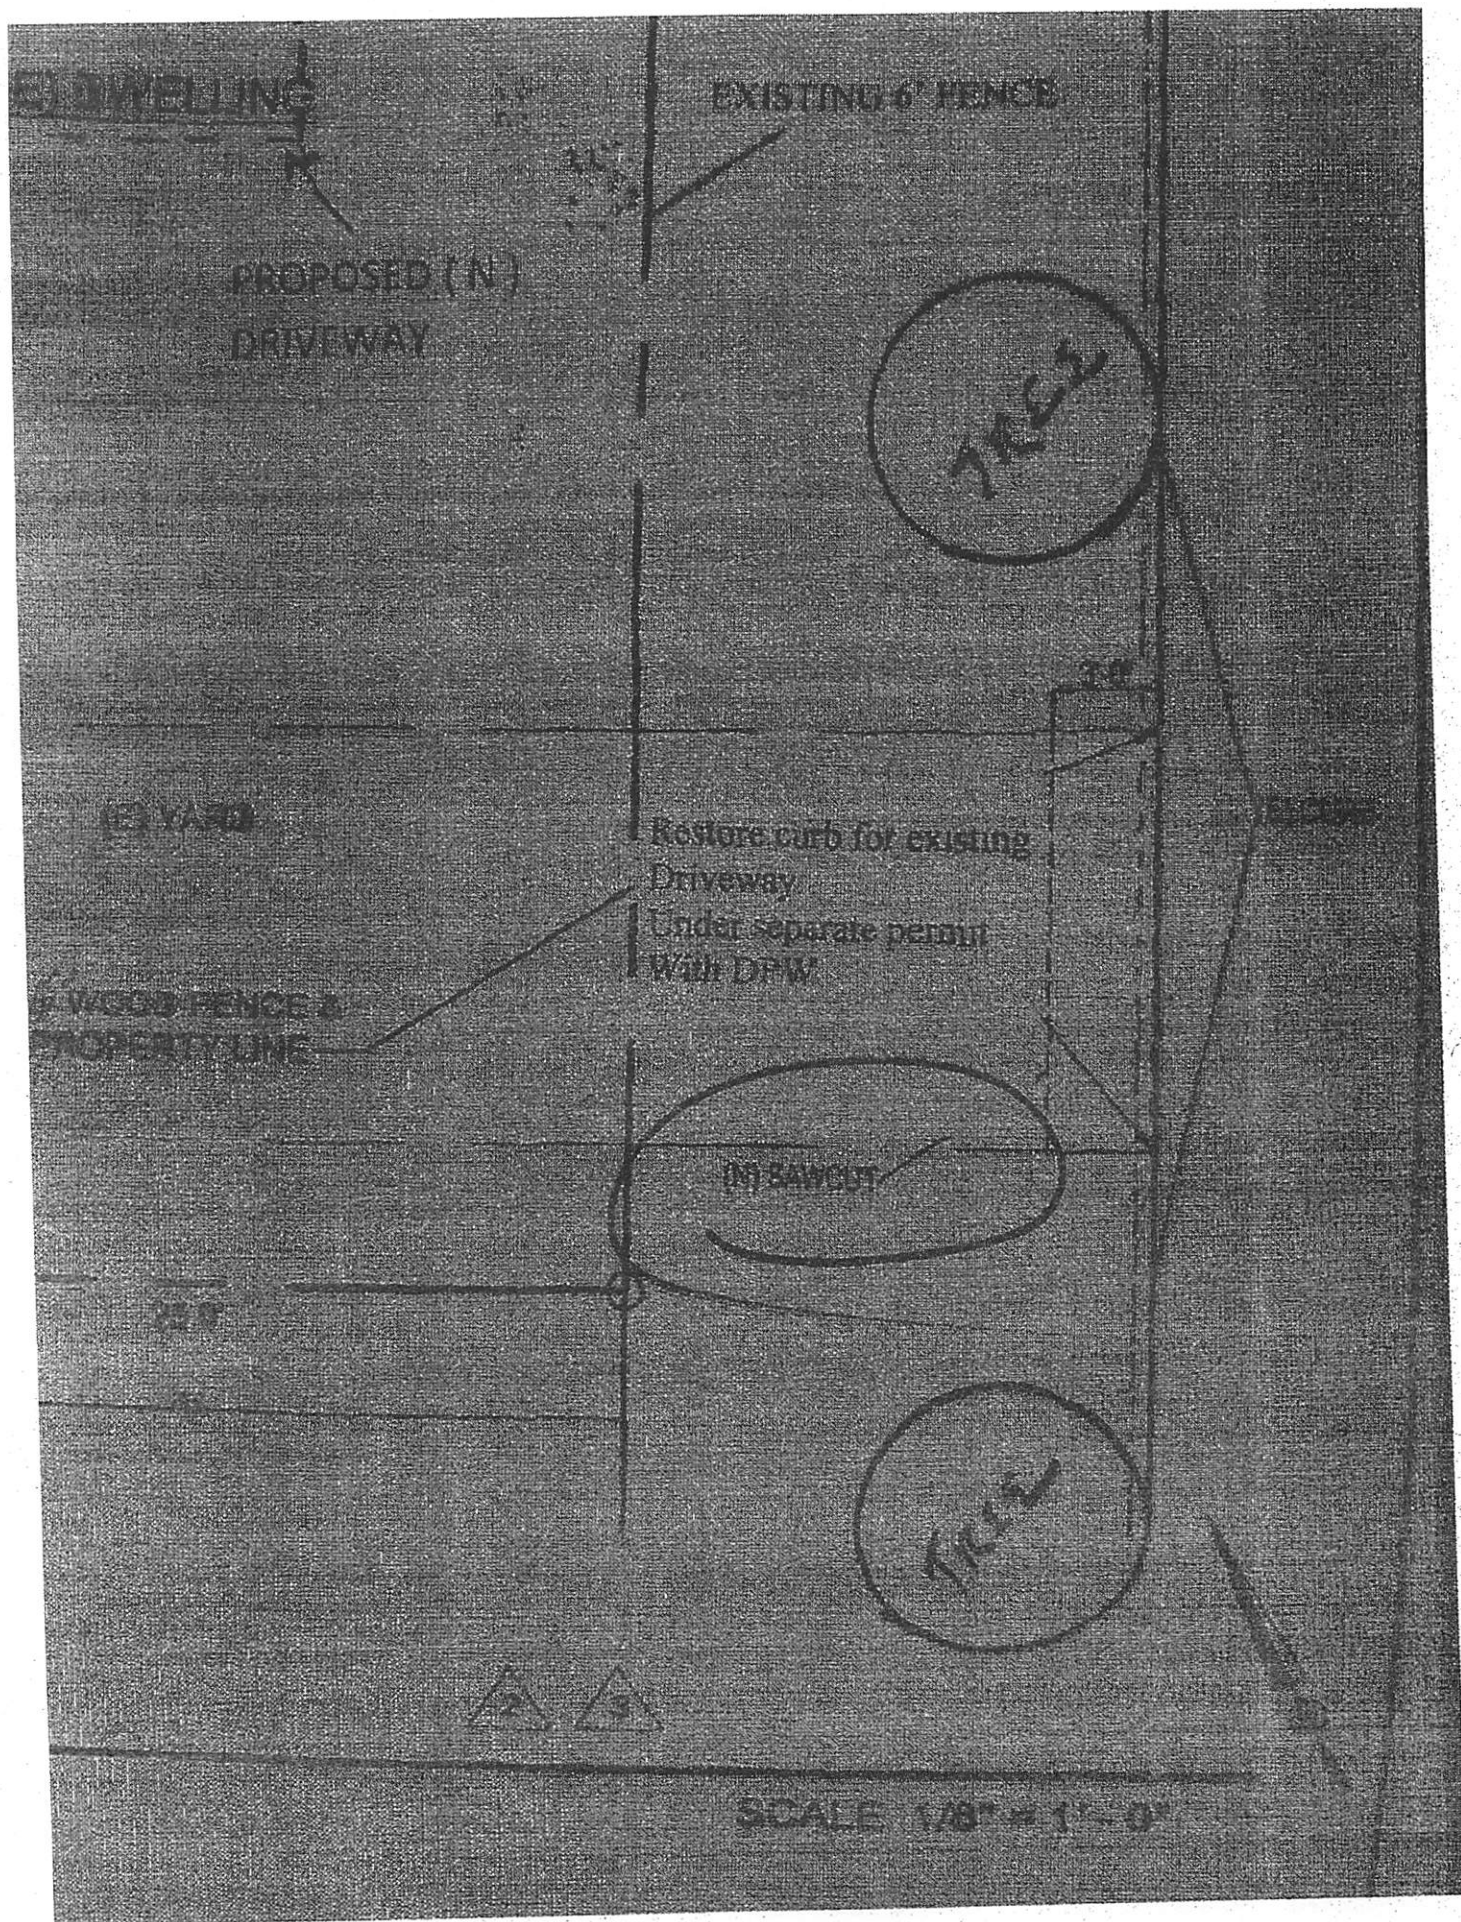 (E) DWELLING
EXISTING 6' FENCE
PROPOSED (N)
DRIVEWAY
TREE
(E) YARD
Restore curb for existing
Driveway
Under separate permit
With DPW
WOOD FENCE &
PROPERTY LINE
(N) SAWCUT
TREE
2 3
SCALE 1/8" = 1'-0"